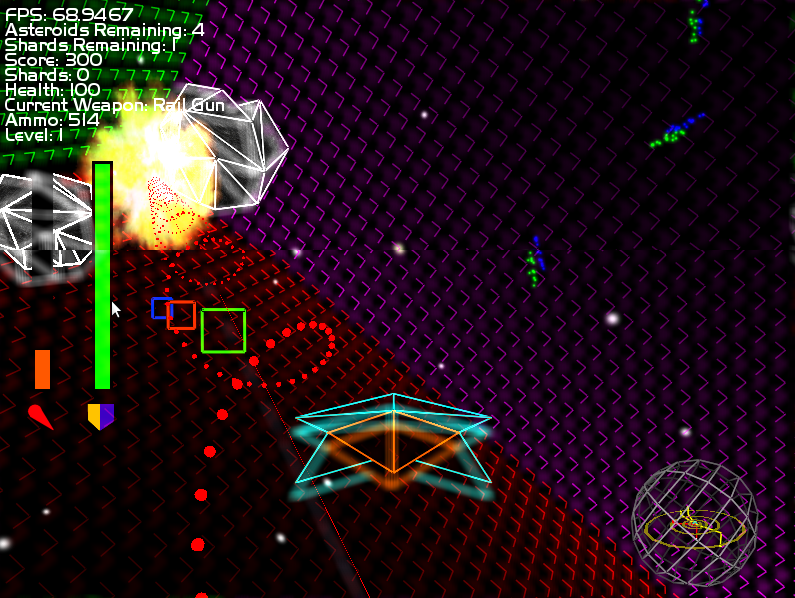 FPS: 68.9467
Asteroids Remaining: 4
Shards Remaining: 1
Score: 300
Shards: 0
Health: 100
Current Weapon: Rail Gun
Ammo: 514
Level: 1